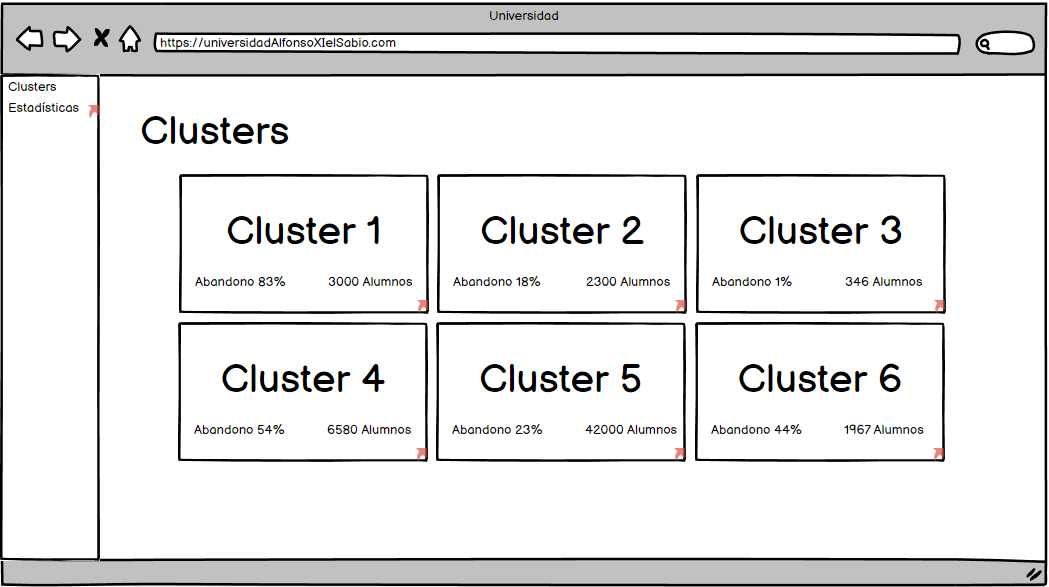 Universidad
https://universidadAlfonsoXIelSabio.com
Clusters
Estadísticas
Clusters
Cluster 1
Abandono 83% 3000 Alumnos
Cluster 2
Abandono 18% 2300 Alumnos
Cluster 3
Abandono 1% 346 Alumnos
Cluster 4
Abandono 54% 6580 Alumnos
Cluster 5
Abandono 23% 42000 Alumnos
Cluster 6
Abandono 44% 1967 Alumnos